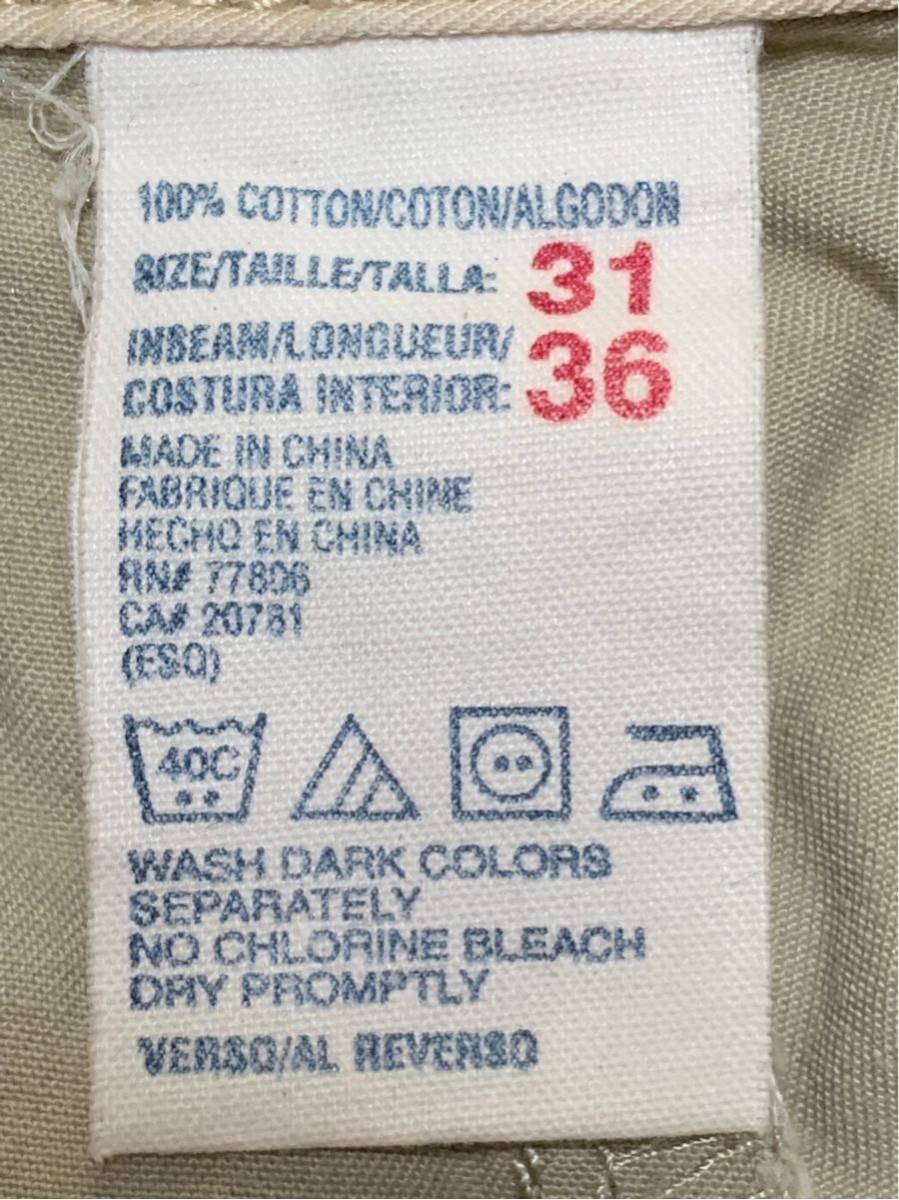 100% COTTON/COTON/ALGODON
SIZE/TAILLE/TALLA: 31
INSEAM/LONGUEUR/
COSTURA INTERIOR: 36
MADE IN CHINA
FABRIQUE EN CHINE
HECHO EN CHINA
RN# 77806
CA# 20781
(ESQ)
40C
WASH DARK COLORS
SEPARATELY
NO CHLORINE BLEACH
DRY PROMPTLY
VERSO/AL REVERSO